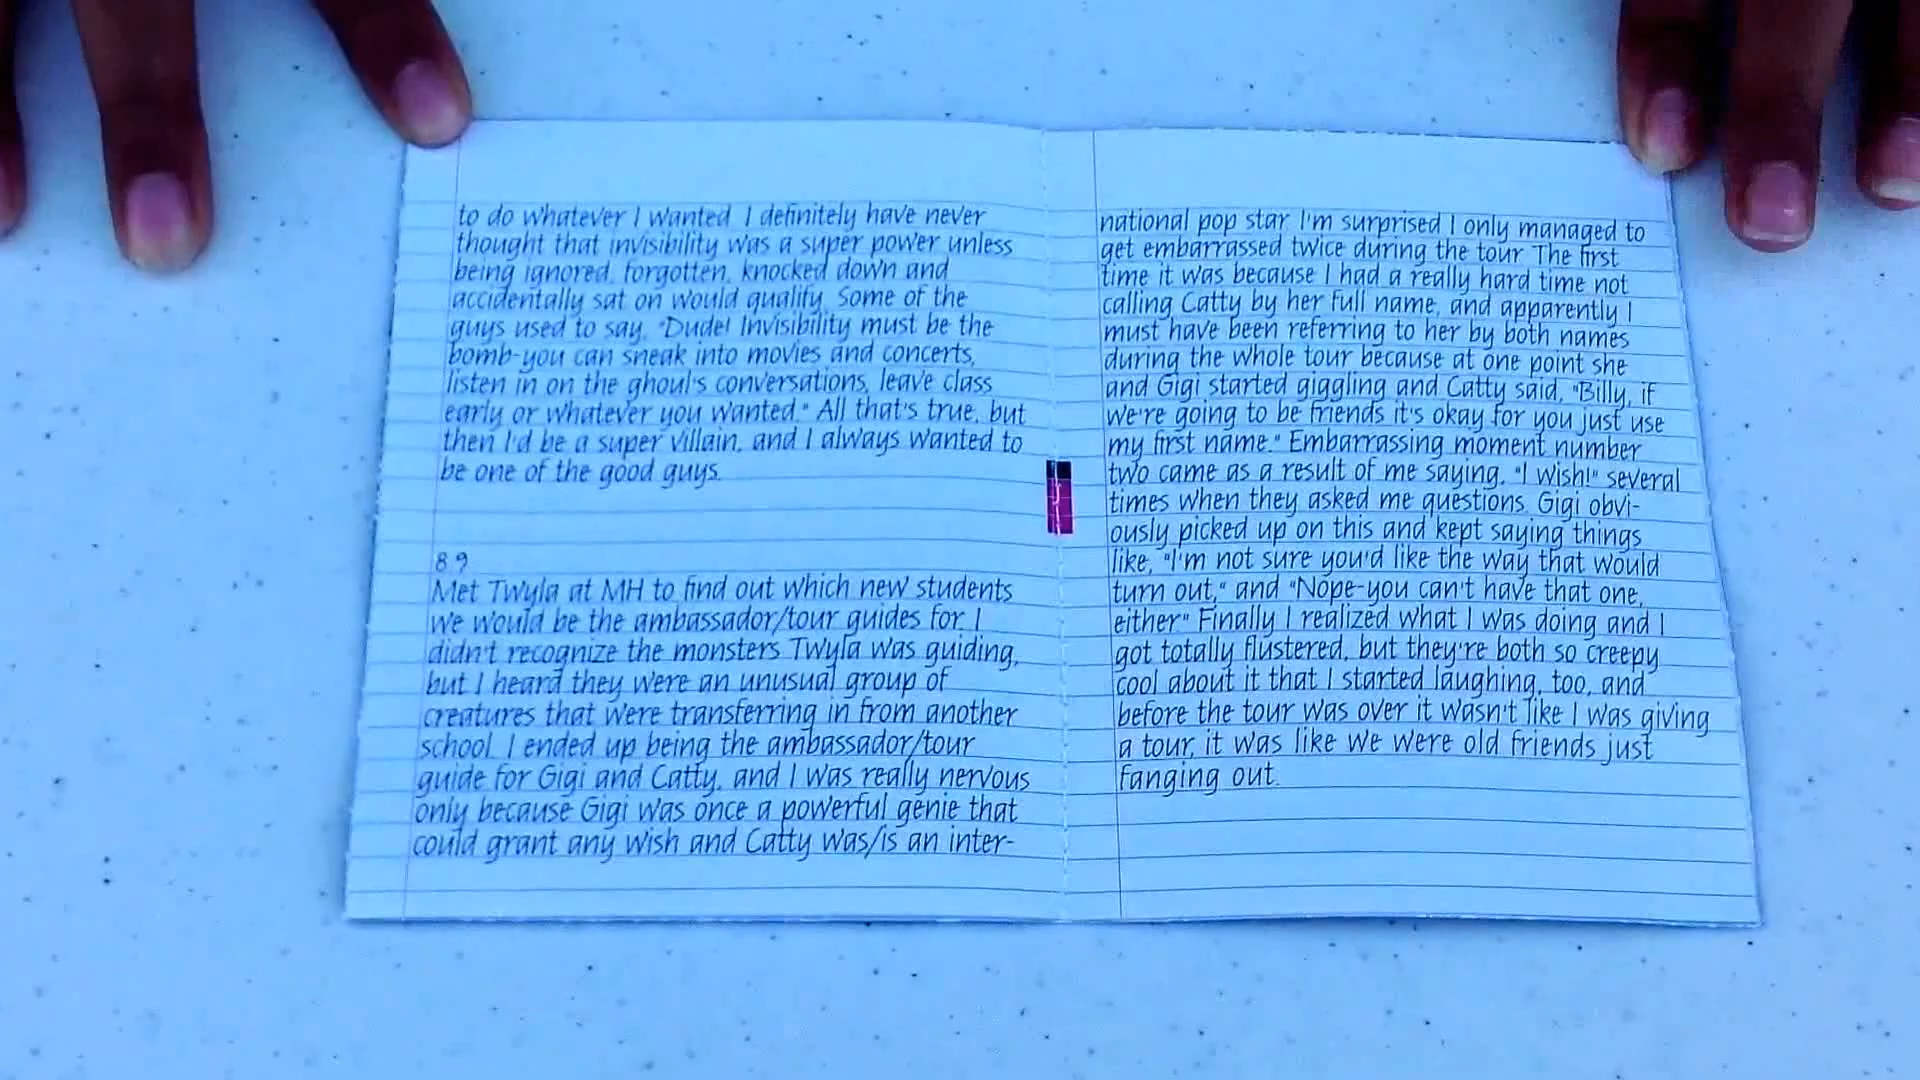 to do whatever I wanted. I definitely have never
thought that invisibility was a super power unless
being ignored, forgotten, knocked down and
accidentally sat on would qualify. Some of the
guys used to say, "Dude! Invisibility must be the
bomb-you can sneak into movies and concerts,
listen in on the ghoul's conversations, leave class
early or whatever you wanted." All that's true, but
then I'd be a super villain, and I always wanted to
be one of the good guys.
8 9
Met Twyla at MH to find out which new students
we would be the ambassador/tour guides for. I
didn't recognize the monsters Twyla was guiding,
but I heard they were an unusual group of
creatures that were transferring in from another
school. I ended up being the ambassador/tour
guide for Gigi and Catty, and I was really nervous
only because Gigi was once a powerful genie that
could grant any wish and Catty was/is an inter-
national pop star I'm surprised I only managed to
get embarrassed twice during the tour The first
time it was because I had a really hard time not
calling Catty by her full name, and apparently I
must have been referring to her by both names
during the whole tour because at one point she
and Gigi started giggling and Catty said, "Billy, if
we're going to be friends it's okay for you just use
my first name." Embarrassing moment number
two came as a result of me saying, "I wish!" several
times when they asked me questions. Gigi obvi-
ously picked up on this and kept saying things
like, "I'm not sure you'd like the way that would
turn out," and "Nope-you can't have that one,
either" Finally I realized what I was doing and I
got totally flustered, but they're both so creepy
cool about it that I started laughing, too, and
before the tour was over it wasn't like I was giving
a tour, it was like we were old friends just
fanging out.